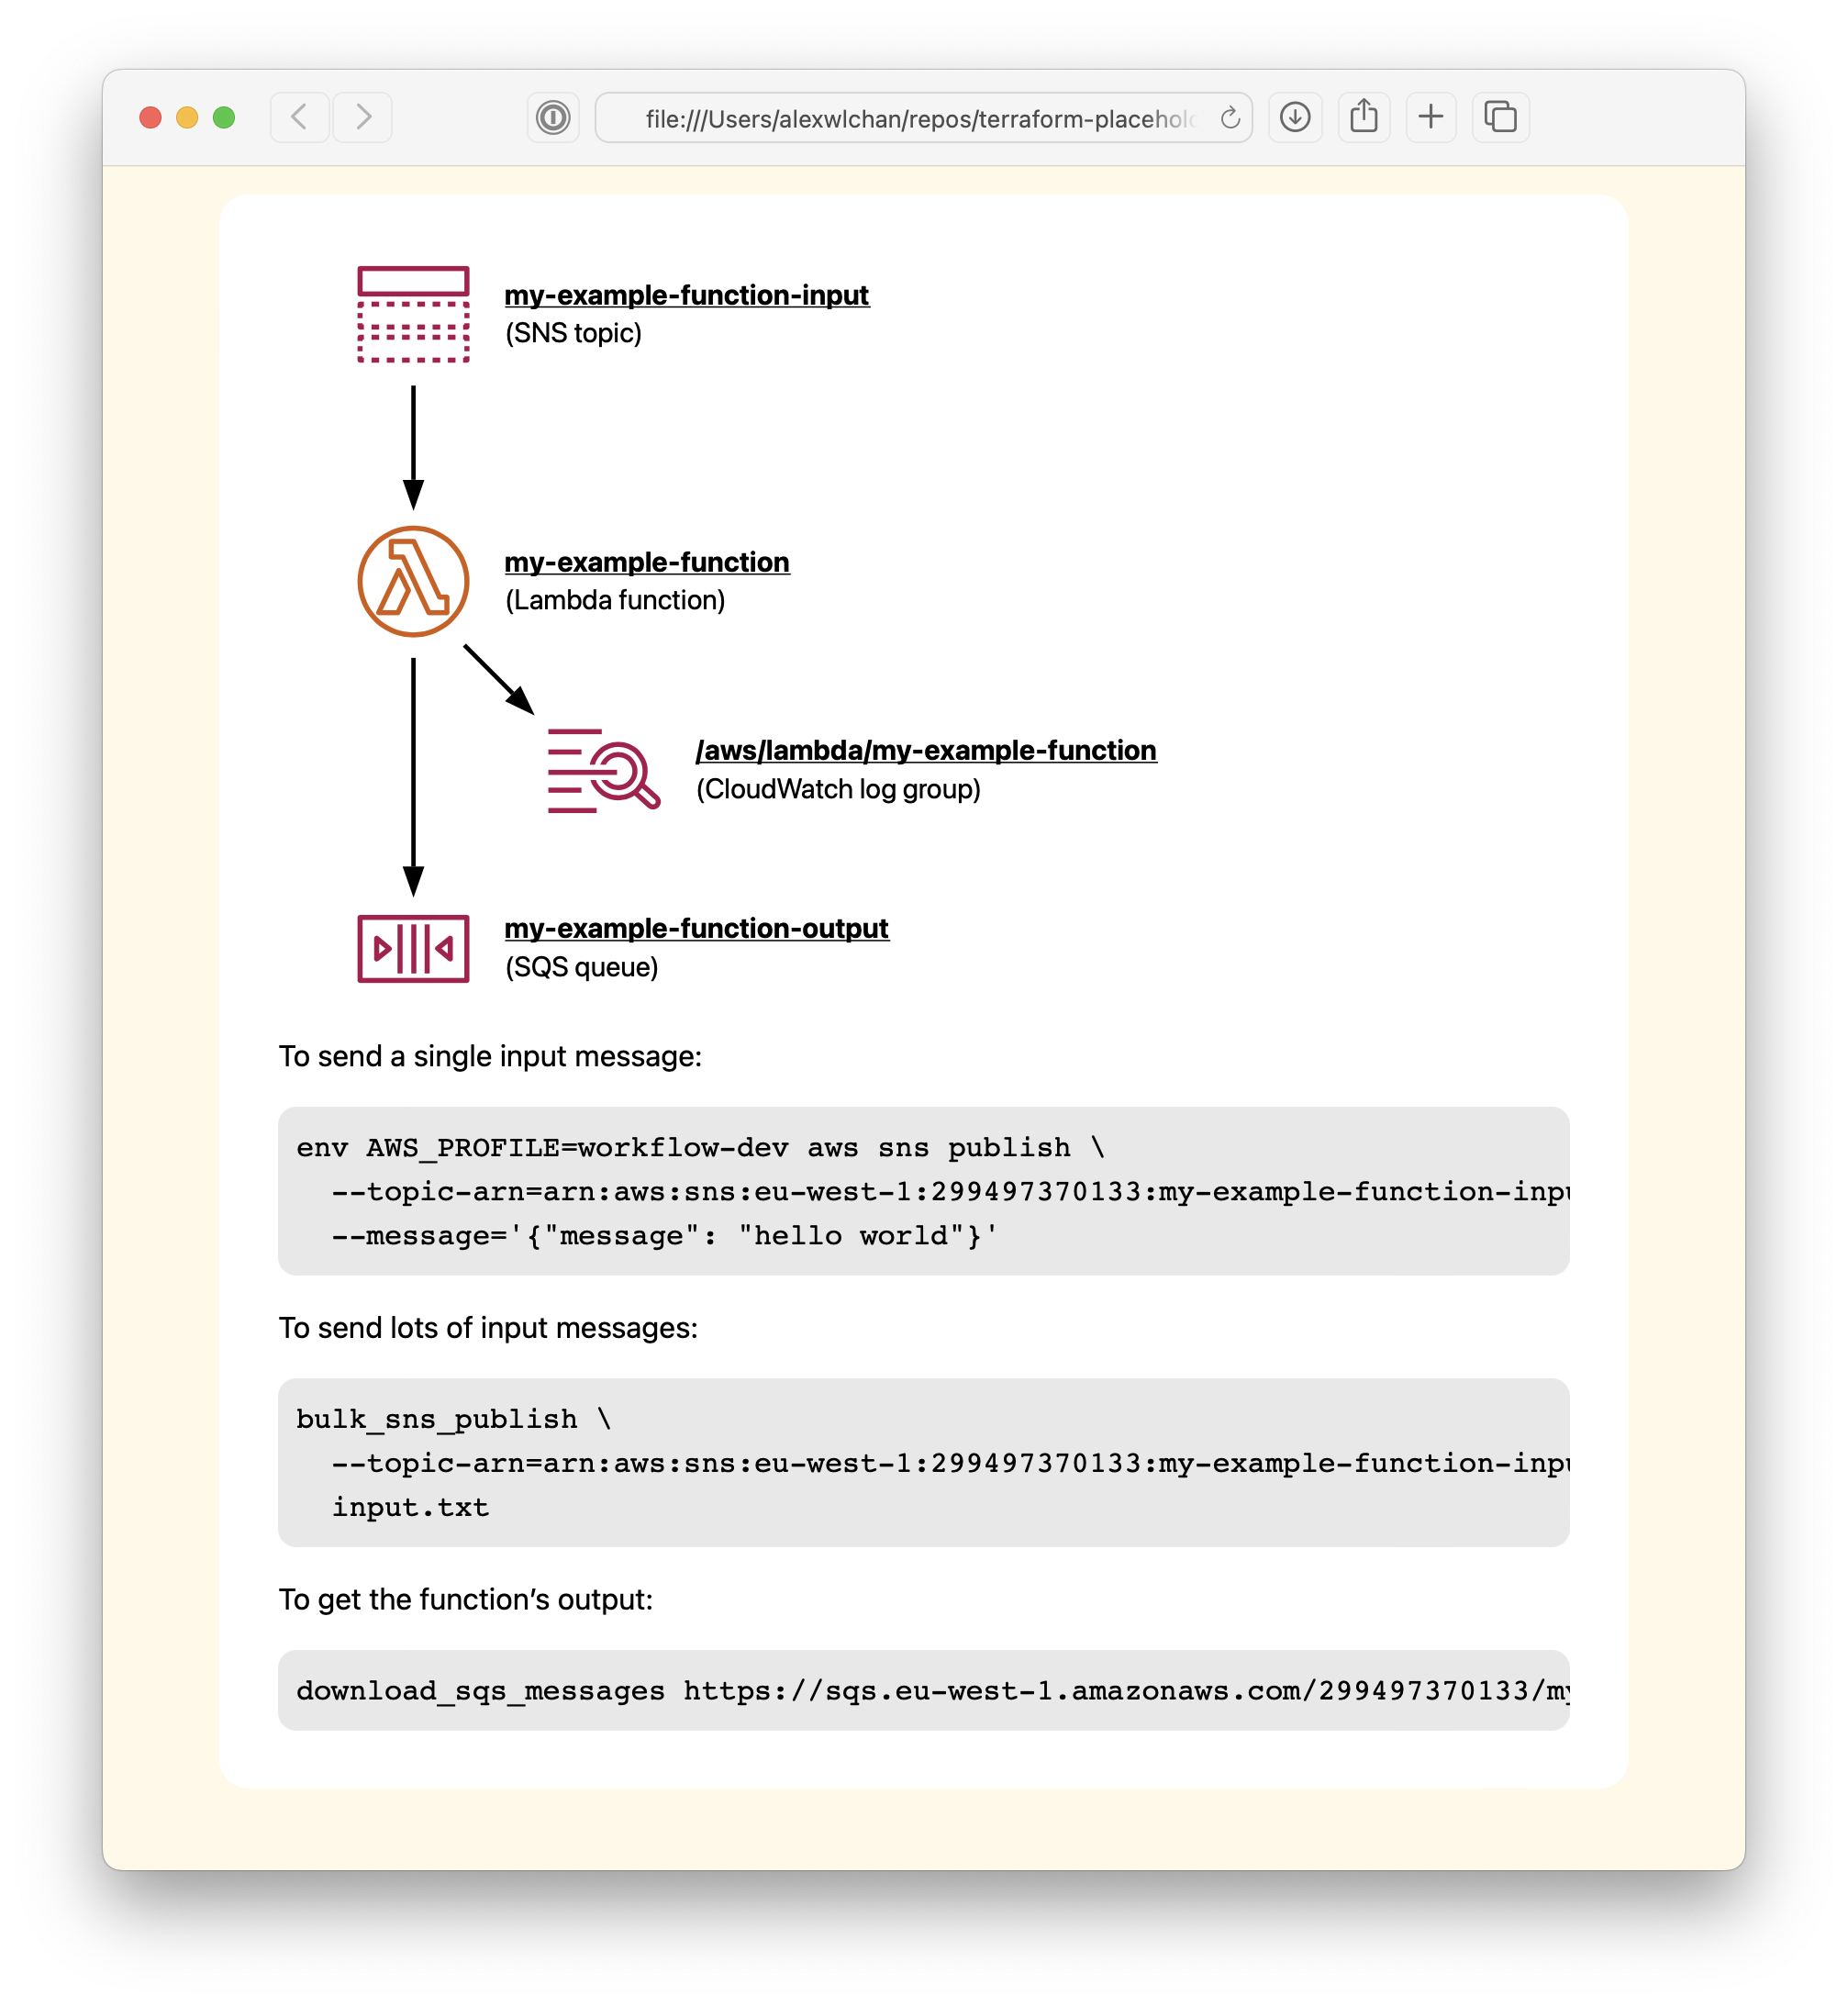 file:///Users/alexwlchan/repos/terraform-placehol
my-example-function-input
(SNS topic)
my-example-function
(Lambda function)
/aws/lambda/my-example-function
(CloudWatch log group)
my-example-function-output
(SQS queue)
To send a single input message:
env AWS_PROFILE=workflow-dev aws sns publish \
--topic-arn=arn:aws:sns:eu-west-1:299497370133:my-example-function-inpu
--message='{"message": "hello world"}'
To send lots of input messages:
bulk_sns_publish \
--topic-arn=arn:aws:sns:eu-west-1:299497370133:my-example-function-inpu
input.txt
To get the function’s output:
download_sqs_messages https://sqs.eu-west-1.amazonaws.com/299497370133/my